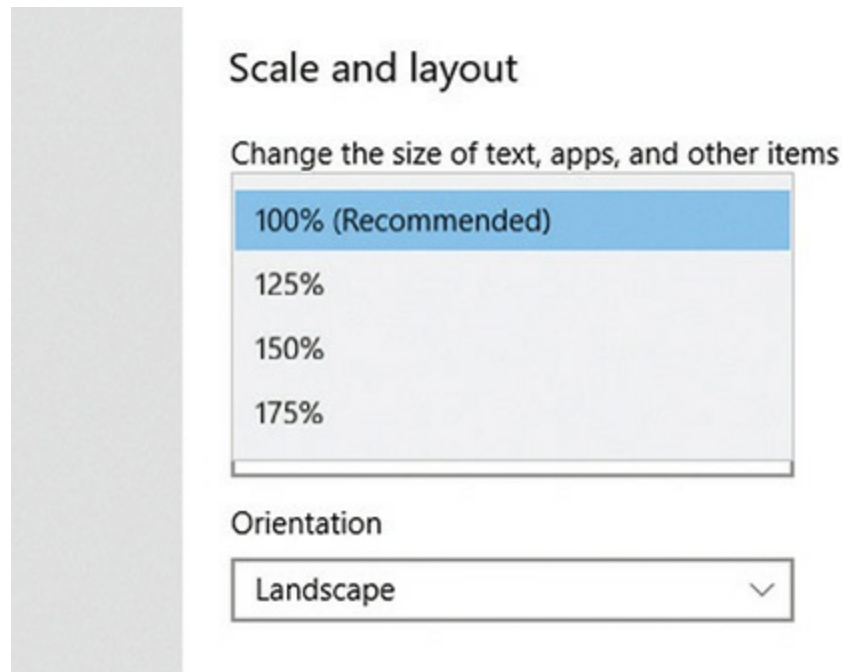 Scale and layout
Change the size of text, apps, and other items
100% (Recommended)
125%
150%
175%
Orientation
Landscape